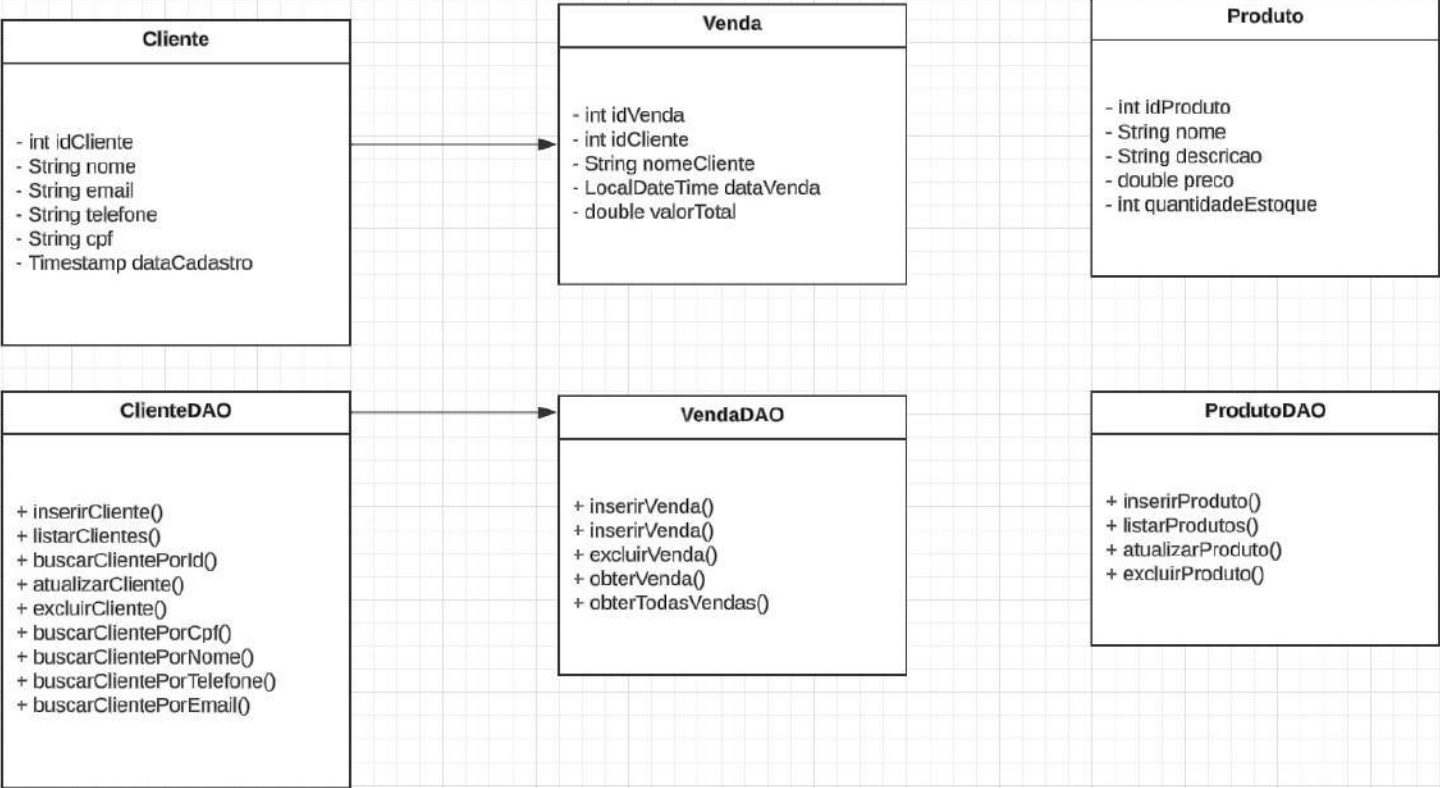 Cliente
- int idCliente
- String nome
- String email
- String telefone
- String cpf
- Timestamp dataCadastro
Venda
- int idVenda
- int idCliente
- String nomeCliente
- LocalDateTime dataVenda
- double valorTotal
Produto
- int idProduto
- String nome
- String descricao
- double preco
- int quantidadeEstoque
ClienteDAO
+ inserirCliente()
+ listarClientes()
+ buscarClientePorId()
+ atualizarCliente()
+ excluirCliente()
+ buscarClientePorCpf()
+ buscarClientePorNome()
+ buscarClientePorTelefone()
+ buscarClientePorEmail()
VendaDAO
+ inserirVenda()
+ inserirVenda()
+ excluirVenda()
+ obterVenda()
+ obterTodasVendas()
ProdutoDAO
+ inserirProduto()
+ listarProdutos()
+ atualizarProduto()
+ excluirProduto()